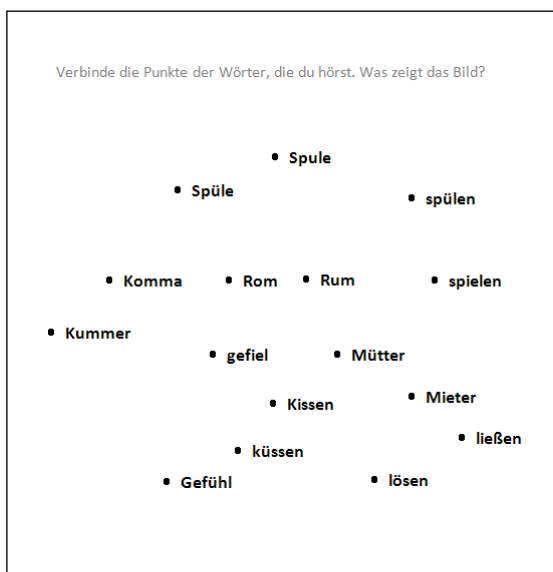 Verbinde die Punkte der Wörter, die du hörst. Was zeigt das Bild?
Spule
Spüle
spülen
Komma
Rom
Rum
spielen
Kummer
gefiel
Mütter
Kissen
Mieter
ließen
küssen
Gefühl
lösen